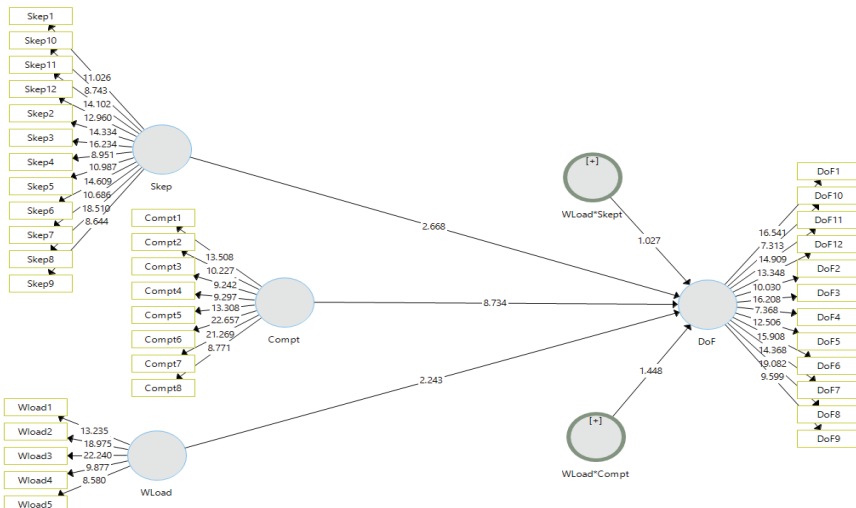 Skep1
Skep10
Skep11
Skep12
Skep2
Skep3
Skep4
Skep5
Skep6
Skep7
Skep8
Skep9
11.026
8.743
14.102
12.960
14.334
16.234
8.951
10.987
14.609
10.686
18.510
8.644
Skep
Compt1
Compt2
Compt3
Compt4
Compt5
Compt6
Compt7
Compt8
13.508
10.227
9.242
9.297
13.308
22.657
21.269
8.771
Compt
Wload1
Wload2
Wload3
Wload4
Wload5
13.235
18.975
22.240
9.877
8.580
WLoad
2.668
8.734
2.243
[+]
WLoad*Skept
1.027
[+]
WLoad*Compt
1.448
DoF
16.541
7.313
14.909
13.348
10.030
16.208
7.368
12.506
15.908
14.368
19.082
9.599
DoF1
DoF10
DoF11
DoF12
DoF2
DoF3
DoF4
DoF5
DoF6
DoF7
DoF8
DoF9